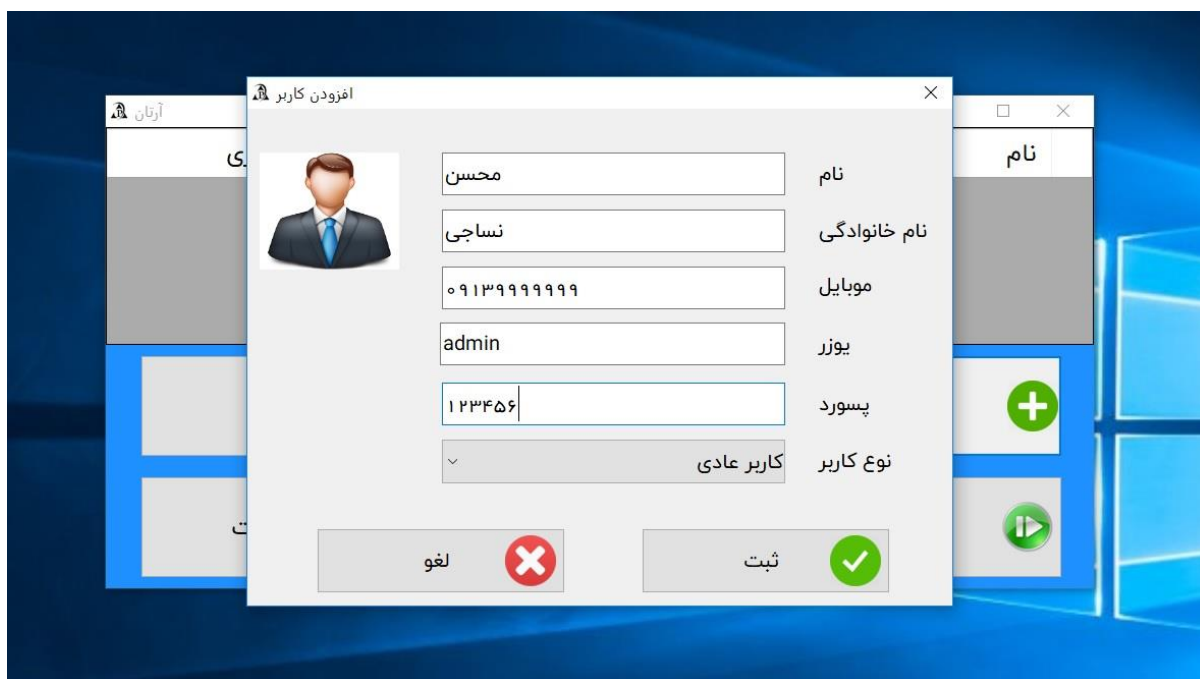 افزودن کاربر
آرتان
نام
نام
محسن
نام خانوادگی
نساجی
موبایل
۰۹۱۳۹۹۹۹۹۹۹
یوزر
admin
پسورد
۱۲۳۴۵۶
نوع کاربر
کاربر عادی
ثبت
لغو